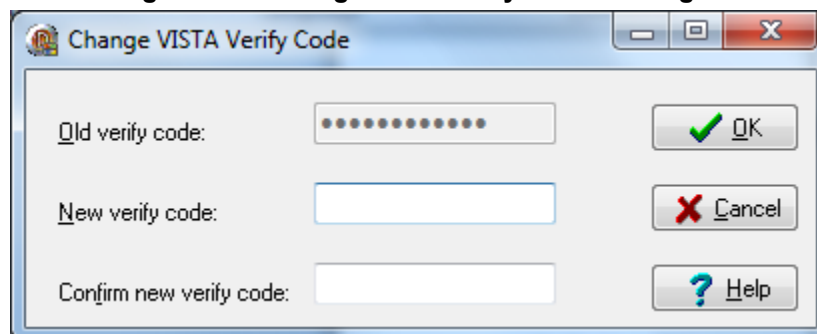 Change VISTA Verify Code
Old verify code:
●●●●●●●●●●●●
OK
New verify code:
Cancel
Confirm new verify code:
Help